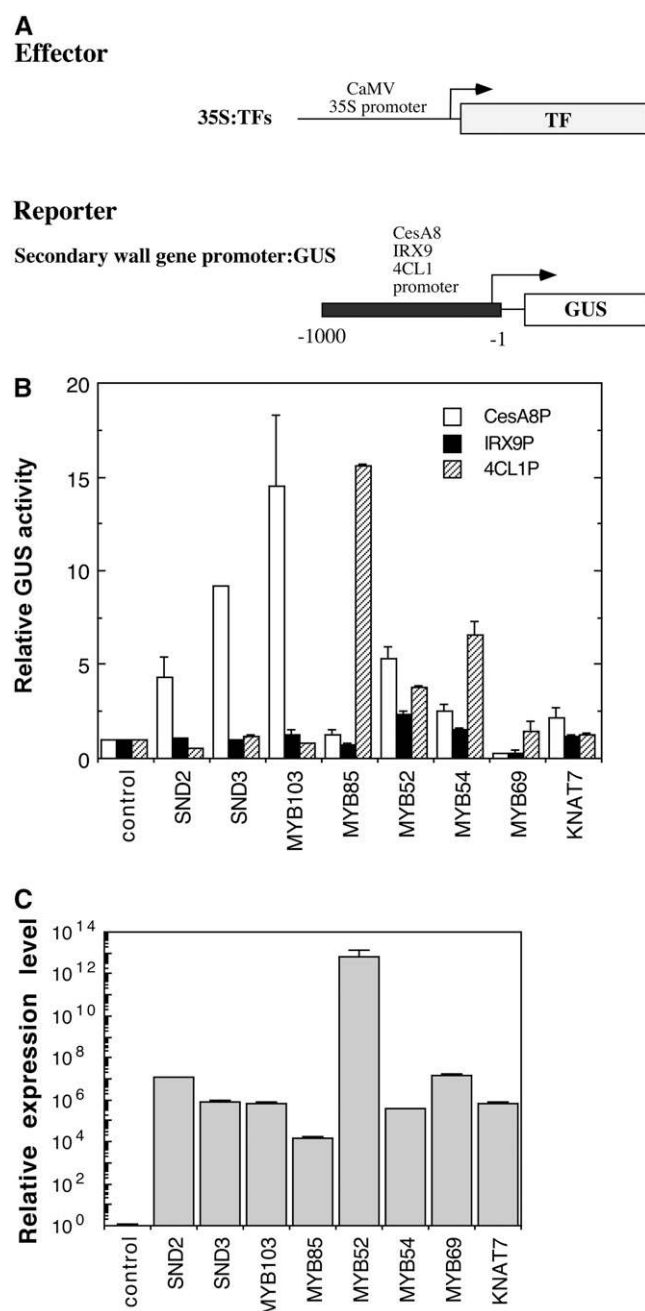 A
Effector
CaMV
35S promoter
35S:TFs
TF
Reporter
CesA8
IRX9
4CL1
promoter
Secondary wall gene promoter:GUS
GUS
-1000
-1
B
20
15
10
5
0
Relative GUS activity
CesA8P
IRX9P
4CL1P
control
SND2
SND3
MYB103
MYB85
MYB52
MYB54
MYB69
KNAT7
C
10^14
10^12
10^10
10^8
10^6
10^4
10^2
10^0
Relative expression level
control
SND2
SND3
MYB103
MYB85
MYB52
MYB54
MYB69
KNAT7